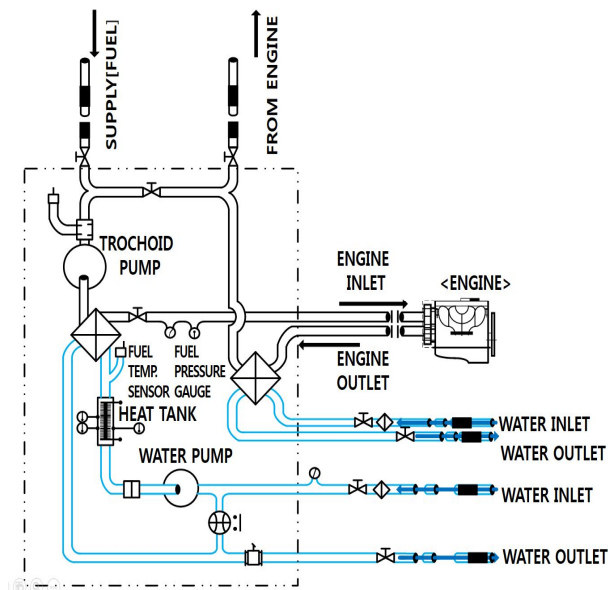 SUPPLY[FUEL]
FROM ENGINE
TROCHOID
PUMP
ENGINE
INLET
<ENGINE>
ENGINE
OUTLET
FUEL
TEMP.
SENSOR
FUEL
PRESSURE
GAUGE
HEAT TANK
WATER PUMP
WATER INLET
WATER OUTLET
WATER INLET
WATER OUTLET